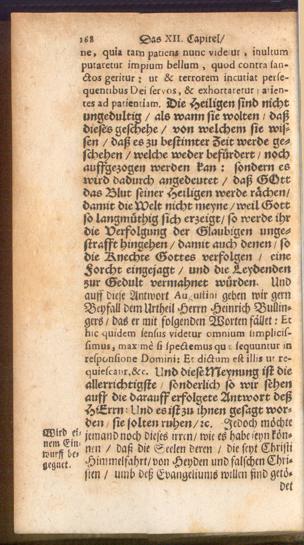 168 Das XII. Capitel/
ne, quia tam patiens nunc videtur, inultum
putaretur impium bellum, quod contra san-
ctos geritur: ut & terrorem incutiat perse-
quentibus Dei servos, & exhortaretur patien-
tes ad patientiam. Die Heiligen sind nicht
ungedultig/ als wann sie wolten/ daß
dieses geschehe/ von welchem sie wis-
sen/ daß es zu bestimter Zeit werde ge-
schehen/ welche weder befürdert/ noch
auffgezogen werden kan: sondern es
wird dadurch angedeutet/ daß GOtt
das Blut seiner Heiligen werde rächen/
damit die Welt nicht meyne/ weil Gott
so langmüthig sich erzeigt/ so werde ihr
die Verfolgung der Glaubigen unge-
strafft hingehen/ damit auch denen/ so
die Knechte Gottes verfolgen/ eine
Forcht eingejagt/ und die Leydenden
zur Gedult vermahnet würden. Und
auff diese Antwort Augustini geben wir gern
Beyfall dem Urtheil Herrn Heinrich Bullin-
gers/ das er mit folgenden Worten fället: Et
hic quidem sensus videtur omnium simplicis-
simus, maximè si spectemus quæ sequuntur in
responsione Domini: Et dictum est illis ut re-
quiescant, &c. Und diese Meynung ist die
allerrichtigste/ sonderlich so wir sehen
auff die darauff erfolgete Antwort deß
HErrn: Und es ist zu ihnen gesagt wor-
den/ sie solten ruhen/ ꝛc. Jedoch möchte
Wird ei-
nem Ein-
wurff be-
gegnet.
jemand noch dieses irren/ wie es habe seyn kön-
nen/ daß die Seelen deren/ die seyt Christi
Himmelfahrt/ von Heyden und falschen Chri-
sten/ umb deß Evangeliums willen sind getö-
det